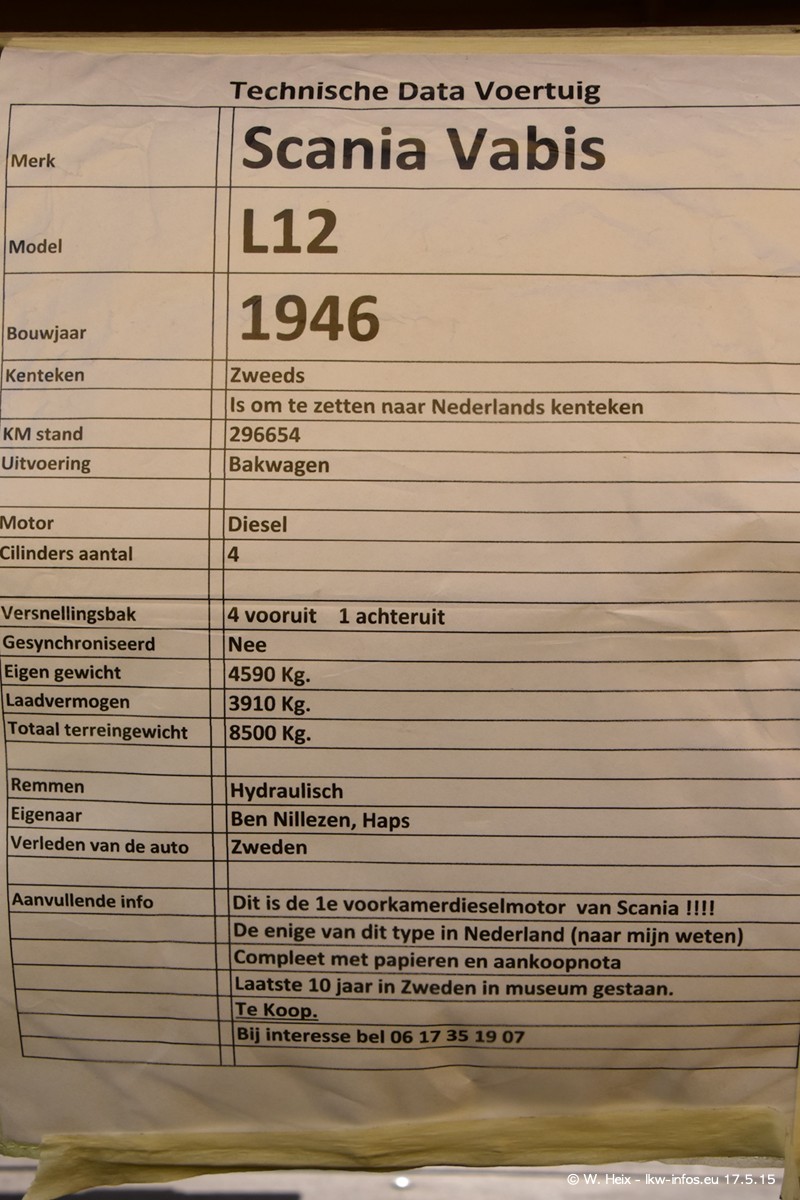 Technische Data Voertuig
Merk Scania Vabis
Model L12
Bouwjaar 1946
Kenteken Zweeds
Is om te zetten naar Nederlands kenteken
KM stand 296654
Uitvoering Bakwagen
Motor Diesel
Cilinders aantal 4
Versnellingsbak 4 vooruit 1 achteruit
Gesynchroniseerd Nee
Eigen gewicht 4590 Kg.
Laadvermogen 3910 Kg.
Totaal terreingewicht 8500 Kg.
Remmen Hydraulisch
Eigenaar Ben Nillezen, Haps
Verleden van de auto Zweden
Aanvullende info Dit is de 1e voorkamerdieselmotor van Scania !!!!
De enige van dit type in Nederland (naar mijn weten)
Compleet met papieren en aankoopnota
Laatste 10 jaar in Zweden in museum gestaan.
Te Koop.
Bij interesse bel 06 17 35 19 07
© W. Heix - lkw-infos.eu 17.5.15